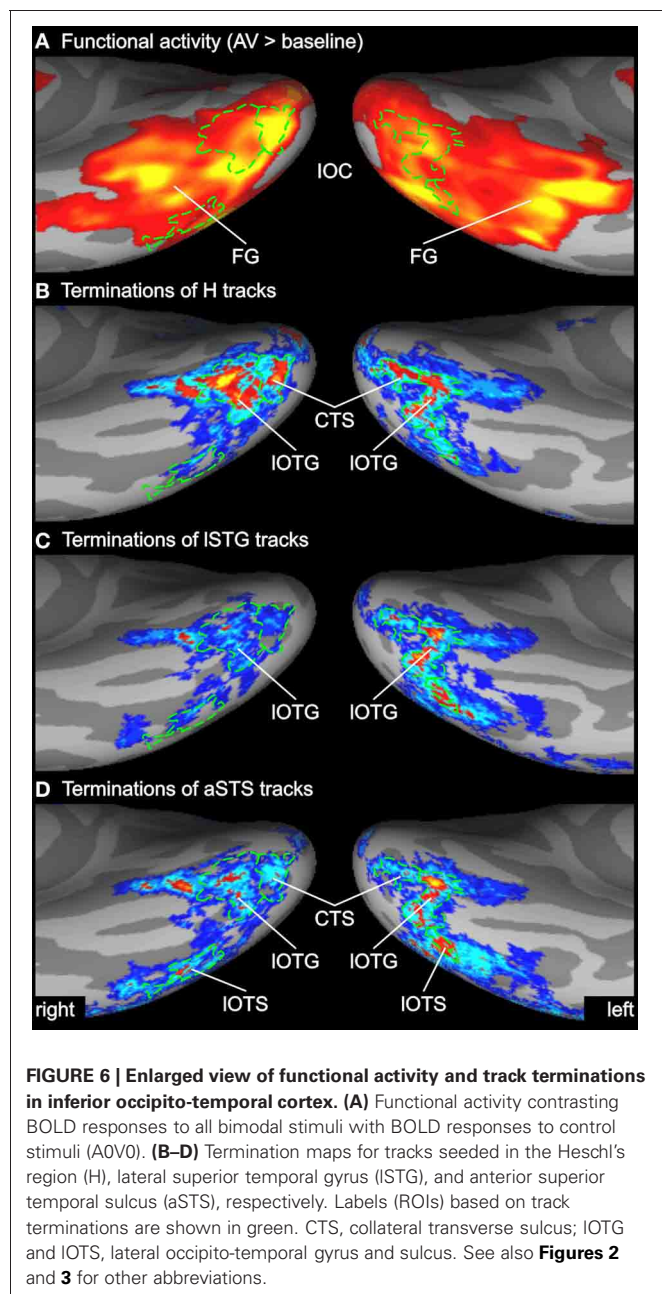 A Functional activity (AV > baseline)
IOC
FG FG
B Terminations of H tracks
CTS
lOTG lOTG
C Terminations of lSTG tracks
lOTG lOTG
D Terminations of aSTS tracks
CTS
lOTG lOTG
lOTS lOTS
right left
FIGURE 6 | Enlarged view of functional activity and track terminations
in inferior occipito-temporal cortex. (A) Functional activity contrasting
BOLD responses to all bimodal stimuli with BOLD responses to control
stimuli (A0V0). (B–D) Termination maps for tracks seeded in the Heschl's
region (H), lateral superior temporal gyrus (lSTG), and anterior superior
temporal sulcus (aSTS), respectively. Labels (ROIs) based on track
terminations are shown in green. CTS, collateral transverse sulcus; lOTG
and lOTS, lateral occipito-temporal gyrus and sulcus. See also Figures 2
and 3 for other abbreviations.